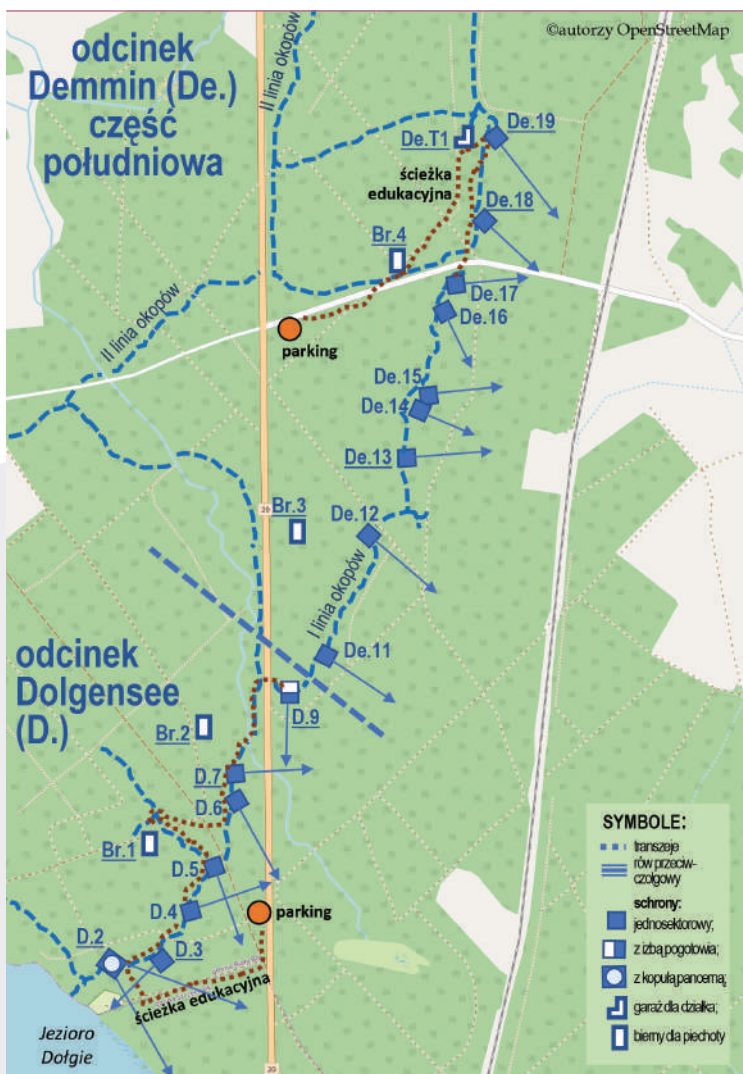 ©autorzy OpenStreetMap
odcinek
Demmin (De.)
część
południowa
II linia okopów
De.T1
De.19
ścieżka
edukacyjna
De.18
Br.4
De.17
De.16
II linia okopów
parking
De.15
De.14
De.13
20
Br.3
De.12
I linia okopów
De.11
odcinek
Dolgensee
(D.)
D.9
Br.2
D.7
D.6
Br.1
D.5
D.4
parking
D.2
D.3
ścieżka edukacyjna
Jezioro
Dołgie
20
SYMBOLE:
transzeje
rów przeciw-
czołgowy
schrony:
jednosektorowy;
z izbą pogotowia;
z kopułą pancerną;
garaż dla działka;
bierny dla piechoty